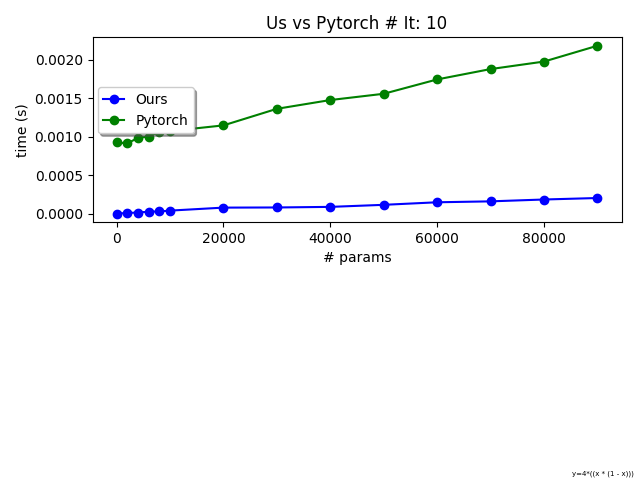 Us vs Pytorch # It: 10
time (s)
0.0020
0.0015
0.0010
0.0005
0.0000
Ours
Pytorch
0 20000 40000 60000 80000
# params
y=4*((x * (1 - x)))